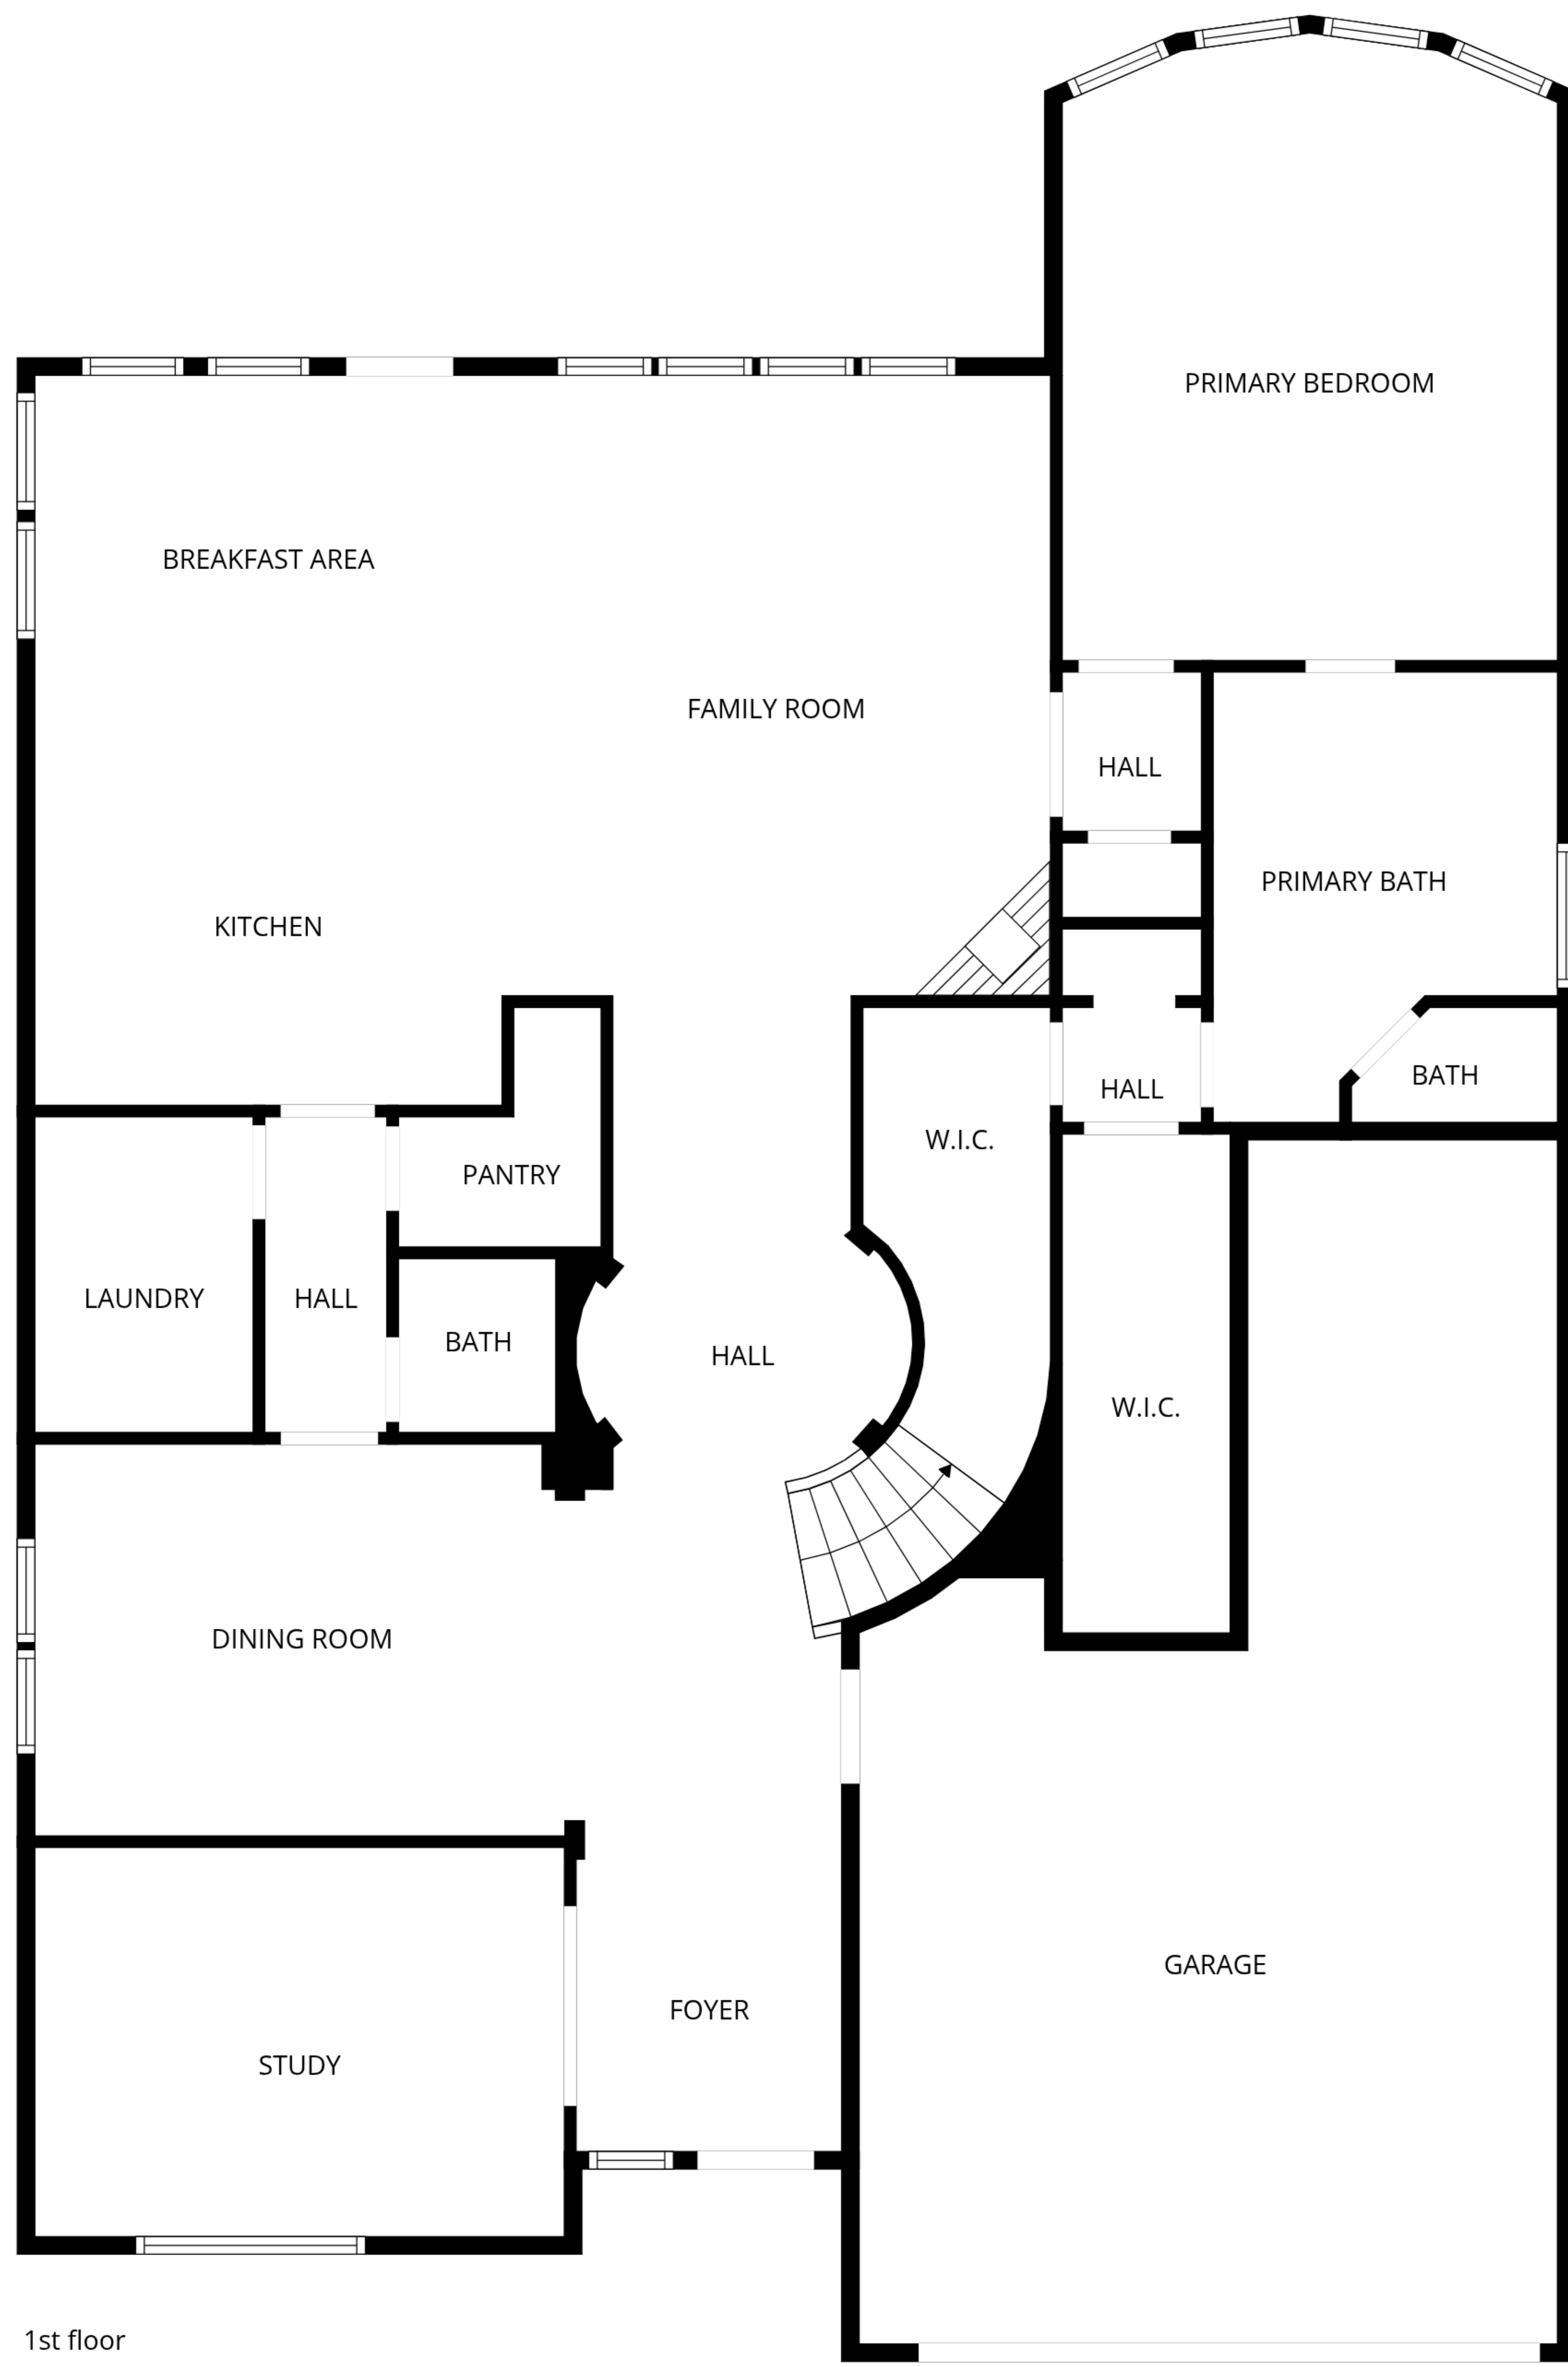 PRIMARY BEDROOM
BREAKFAST AREA
FAMILY ROOM
HALL
PRIMARY BATH
KITCHEN
BATH
HALL
W.I.C.
PANTRY
LAUNDRY
HALL
BATH
HALL
W.I.C.
DINING ROOM
GARAGE
FOYER
STUDY
1st floor